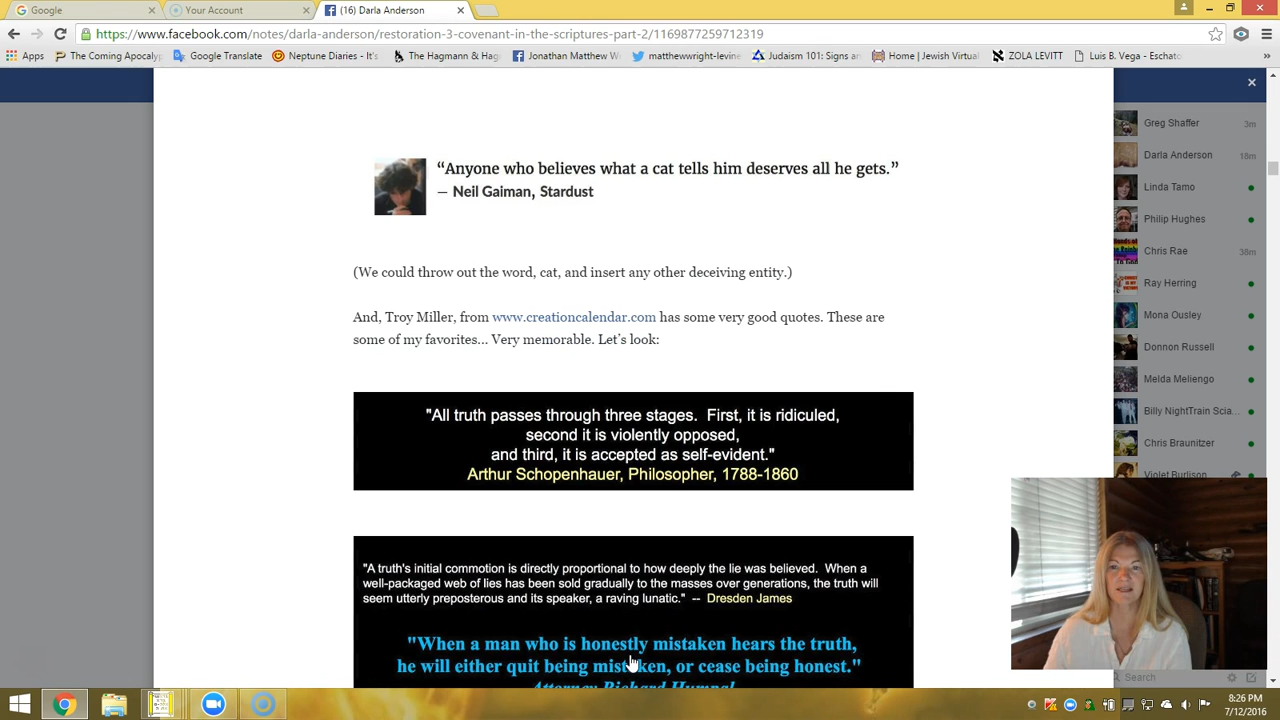 Google
Your Account
(16) Darla Anderson
https://www.facebook.com/notes/darla-anderson/restoration-3-covenant-in-the-scriptures-part-2/1169877259712319
Apps
The Coming Apocalyp
Google Translate
Neptune Diaries - It's
The Hagmann & Hag
Jonathan Matthew W
matthewwright-levine
Judaism 101: Signs an
Home | Jewish Virtual
ZOLA LEVITT
Luis B. Vega - Eschato
“Anyone who believes what a cat tells him deserves all he gets.”
― Neil Gaiman, Stardust
(We could throw out the word, cat, and insert any other deceiving entity.)
And, Troy Miller, from www.creationcalendar.com has some very good quotes. These are
some of my favorites... Very memorable. Let’s look:
"All truth passes through three stages. First, it is ridiculed,
second it is violently opposed,
and third, it is accepted as self-evident."
Arthur Schopenhauer, Philosopher, 1788-1860
"A truth's initial commotion is directly proportional to how deeply the lie was believed. When a
well-packaged web of lies has been sold gradually to the masses over generations, the truth will
seem utterly preposterous and its speaker, a raving lunatic." -- Dresden James
"When a man who is honestly mistaken hears the truth,
he will either quit being mistaken, or cease being honest."
Greg Shaffer 3m
Darla Anderson 18m
Linda Tamo
Philip Hughes
Chris Rae 38m
Ray Herring
Mona Ousley
Donnon Russell
Melda Meliengo
Billy NightTrain Scia...
Chris Braunitzer
Violet Burlison
Search
8:26 PM
7/12/2016